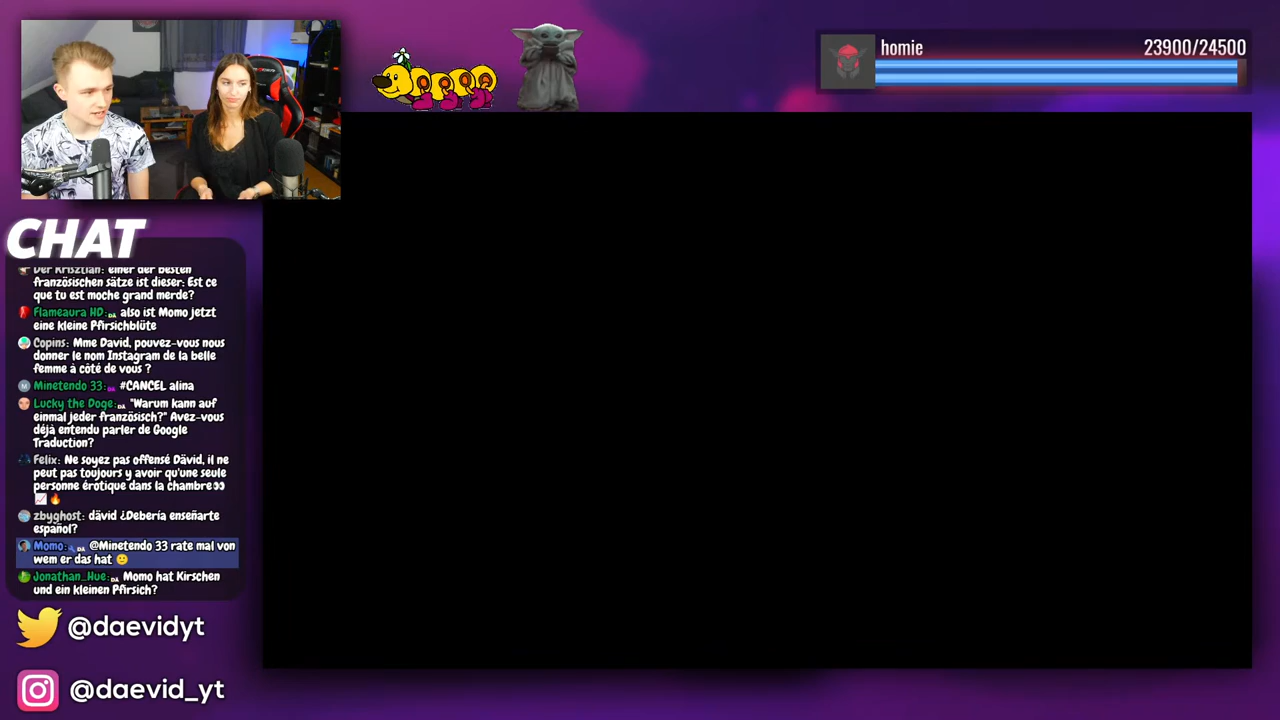 homie
23900/24500
CHAT
Der Krisztian: einer der besten
französischen sätze ist dieser: Est ce
que tu est moche grand merde?
Flameaura HD: also ist Momo jetzt
eine kleine Pfirsichblüte
Copins: Mme David, pouvez-vous nous
donner le nom Instagram de la belle
femme à côté de vous ?
Minetendo 33: #CANCEL alina
Lucky the Doge: "Warum kann auf
einmal jeder französisch?" Avez-vous
déjà entendu parler de Google
Traduction?
Felix: Ne soyez pas offensé Dävid, il ne
peut pas toujours y avoir qu'une seule
personne érotique dans la chambre👀
📈🔥
zbyghost: dävid ¿Debería enseñarte
español?
Momo: @Minetendo 33 rate mal von
wem er das hat 🙂
Jonathan_Hue: Momo hat Kirschen
und ein kleinen Pfirsich?
@daevidyt
@daevid_yt